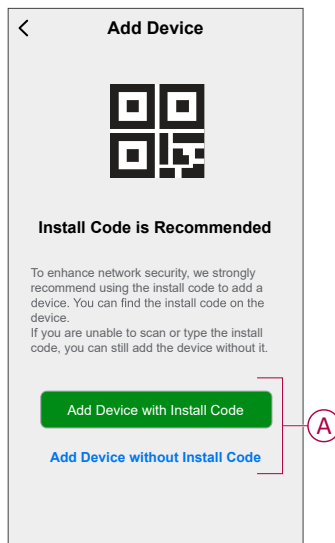 Add Device
Install Code is Recommended
To enhance network security, we strongly
recommend using the install code to add a
device. You can find the install code on the
device.
If you are unable to scan or type the install
code, you can still add the device without it.
Add Device with Install Code
A
Add Device without Install Code